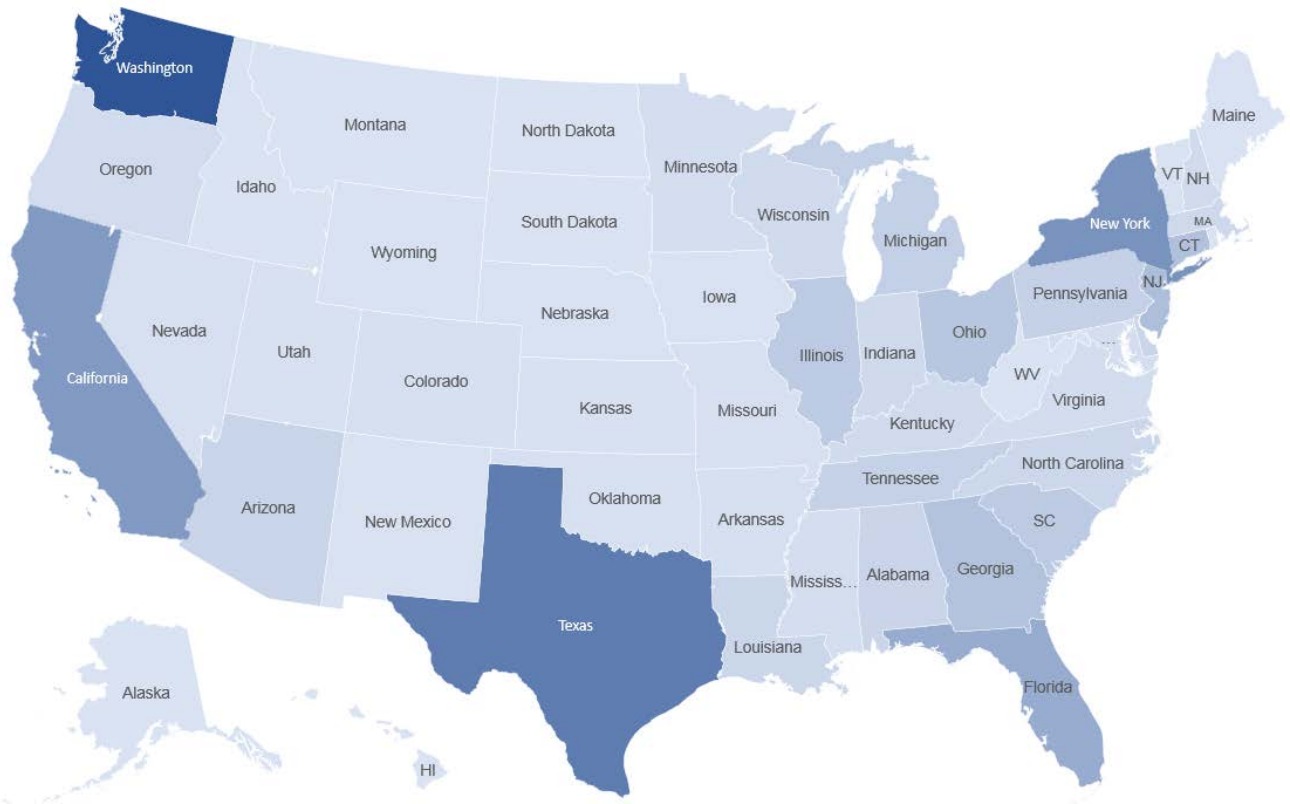 Washington
Montana
North Dakota
Minnesota
Maine
Oregon
Idaho
VT
NH
South Dakota
Wisconsin
Michigan
New York
MA
Wyoming
CT
Iowa
Pennsylvania
NJ
Nebraska
Nevada
Utah
Illinois
Indiana
Ohio
...
California
Colorado
WV
Kansas
Missouri
Virginia
Kentucky
North Carolina
Tennessee
Arizona
New Mexico
Oklahoma
Arkansas
SC
Mississ...
Alabama
Georgia
Texas
Louisiana
Alaska
Florida
HI